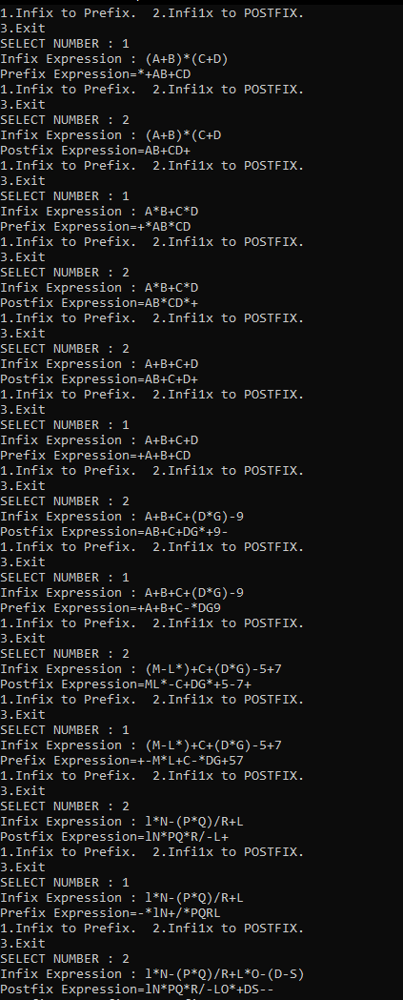 1.Infix to Prefix.  2.Infi1x to POSTFIX.
3.Exit
SELECT NUMBER : 1
Infix Expression : (A+B)*(C+D)
Prefix Expression=*+AB+CD
1.Infix to Prefix.  2.Infi1x to POSTFIX.
3.Exit
SELECT NUMBER : 2
Infix Expression : (A+B)*(C+D
Postfix Expression=AB+CD+
1.Infix to Prefix.  2.Infi1x to POSTFIX.
3.Exit
SELECT NUMBER : 1
Infix Expression : A*B+C*D
Prefix Expression=+*AB*CD
1.Infix to Prefix.  2.Infi1x to POSTFIX.
3.Exit
SELECT NUMBER : 2
Infix Expression : A*B+C*D
Postfix Expression=AB*CD*+
1.Infix to Prefix.  2.Infi1x to POSTFIX.
3.Exit
SELECT NUMBER : 2
Infix Expression : A+B+C+D
Postfix Expression=AB+C+D+
1.Infix to Prefix.  2.Infi1x to POSTFIX.
3.Exit
SELECT NUMBER : 1
Infix Expression : A+B+C+D
Prefix Expression=+A+B+CD
1.Infix to Prefix.  2.Infi1x to POSTFIX.
3.Exit
SELECT NUMBER : 2
Infix Expression : A+B+C+(D*G)-9
Postfix Expression=AB+C+DG*+9-
1.Infix to Prefix.  2.Infi1x to POSTFIX.
3.Exit
SELECT NUMBER : 1
Infix Expression : A+B+C+(D*G)-9
Prefix Expression=+A+B+C-*DG9
1.Infix to Prefix.  2.Infi1x to POSTFIX.
3.Exit
SELECT NUMBER : 2
Infix Expression : (M-L*)+C+(D*G)-5+7
Postfix Expression=ML*-C+DG*+5-7+
1.Infix to Prefix.  2.Infi1x to POSTFIX.
3.Exit
SELECT NUMBER : 1
Infix Expression : (M-L*)+C+(D*G)-5+7
Prefix Expression=+-M*L+C-*DG+57
1.Infix to Prefix.  2.Infi1x to POSTFIX.
3.Exit
SELECT NUMBER : 2
Infix Expression : l*N-(P*Q)/R+L
Postfix Expression=lN*PQ*R/-L+
1.Infix to Prefix.  2.Infi1x to POSTFIX.
3.Exit
SELECT NUMBER : 1
Infix Expression : l*N-(P*Q)/R+L
Prefix Expression=-*lN+/*PQRL
1.Infix to Prefix.  2.Infi1x to POSTFIX.
3.Exit
SELECT NUMBER : 2
Infix Expression : l*N-(P*Q)/R+L*O-(D-S)
Postfix Expression=lN*PQ*R/-LO*+DS--